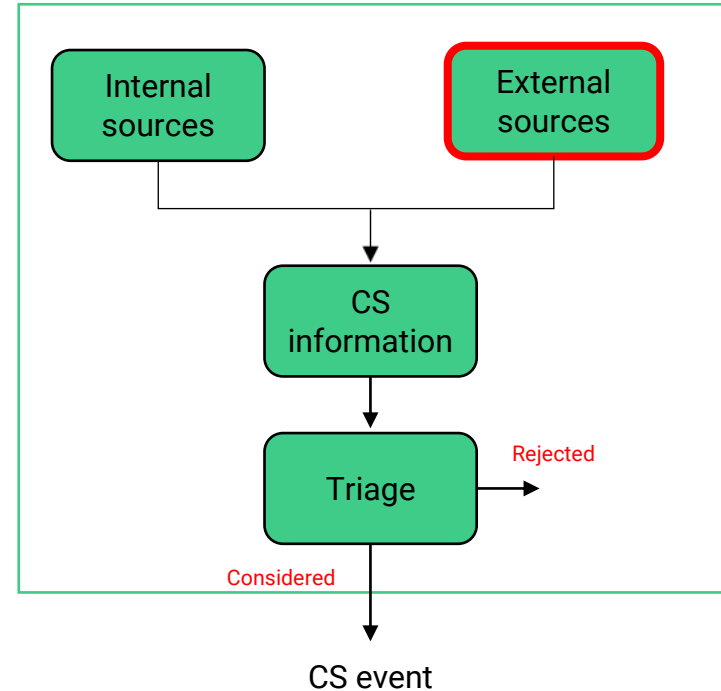 Internal
sources
External
sources
CS
information
Triage
Rejected
Considered
CS event